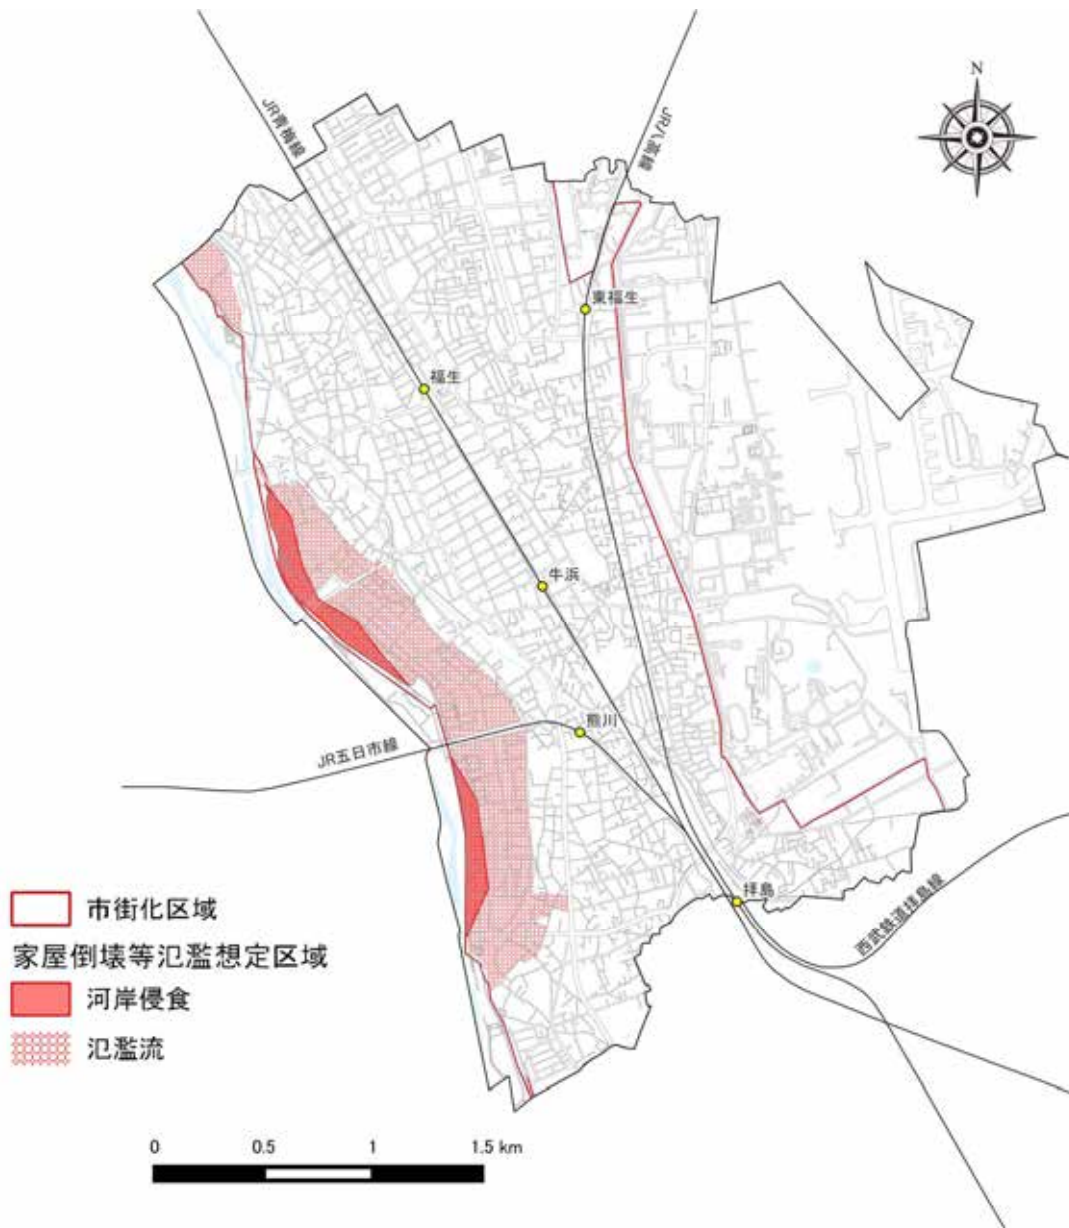 N
JR青梅線
JR八高線
東福生
福生
牛浜
熊川
JR五日市線
拝島
西武鉄道拝島線
市街化区域
家屋倒壊等氾濫想定区域
河岸侵食
氾濫流
0 0.5 1 1.5 km